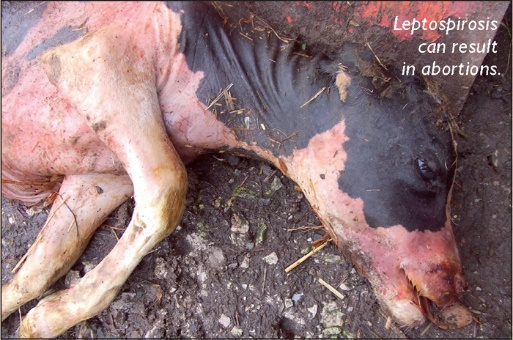 Leptospirosis
can result
in abortions.